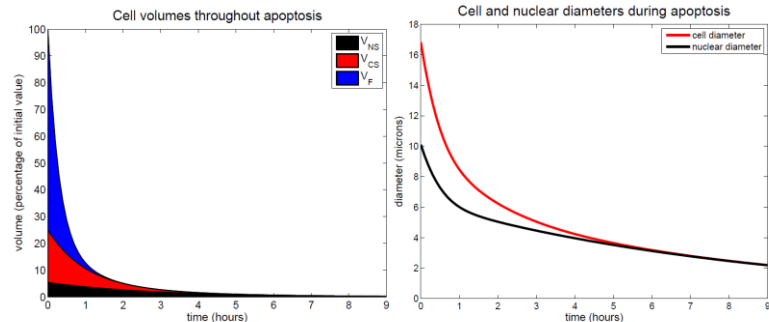 Cell volumes throughout apoptosis
volume (percentage of initial value)
100
90
80
70
60
50
40
30
20
10
0
V_NS
V_CS
V_F
0 1 2 3 4 5 6 7 8 9
time (hours)
Cell and nuclear diameters during apoptosis
diameter (microns)
18
16
14
12
10
8
6
4
2
0
cell diameter
nuclear diameter
0 1 2 3 4 5 6 7 8 9
time (hours)